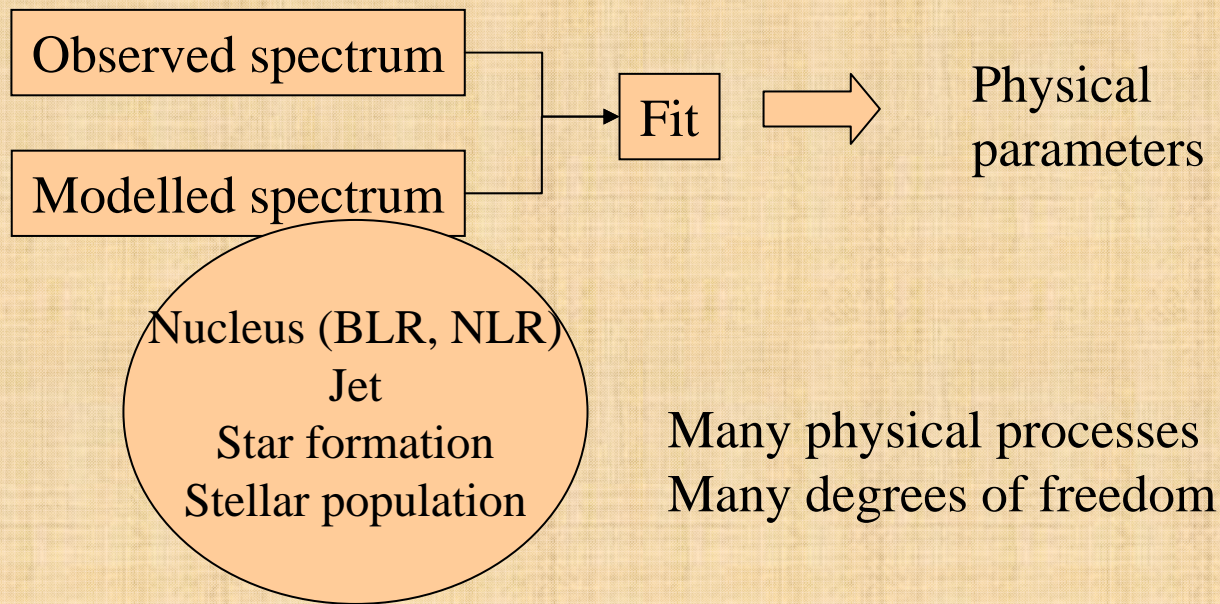 Observed spectrum
Modelled spectrum
Fit
Physical
parameters
Nucleus (BLR, NLR)
Jet
Star formation
Stellar population
Many physical processes
Many degrees of freedom